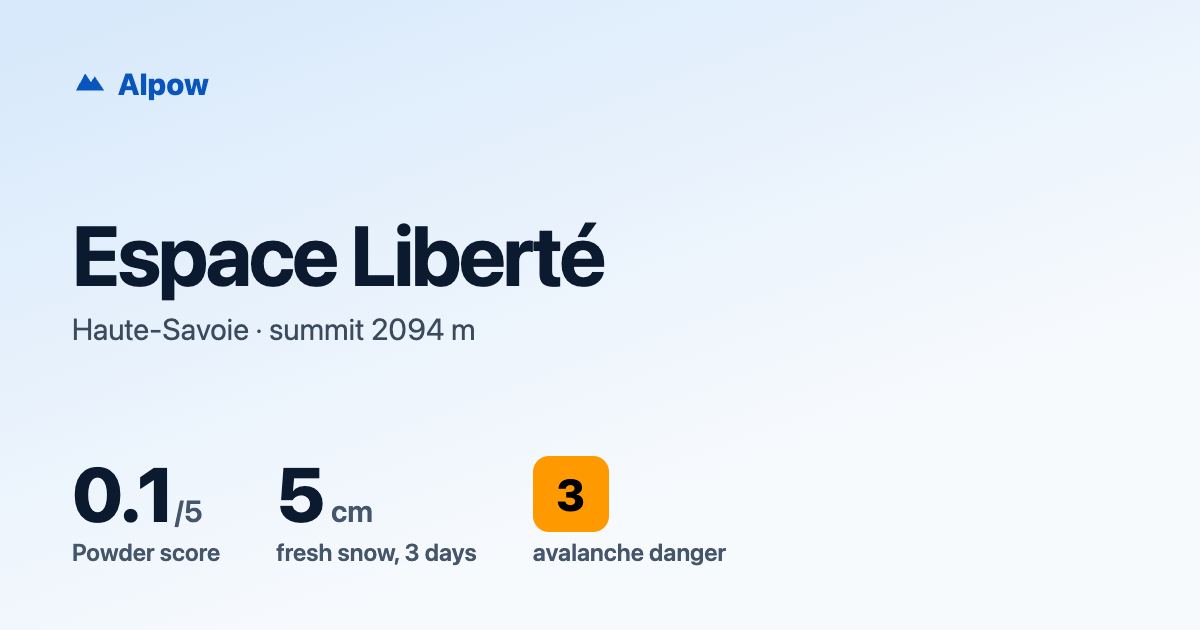 Alpow
Espace Liberté
Haute-Savoie · summit 2094 m
0.1/5 5 cm 3
Powder score fresh snow, 3 days avalanche danger